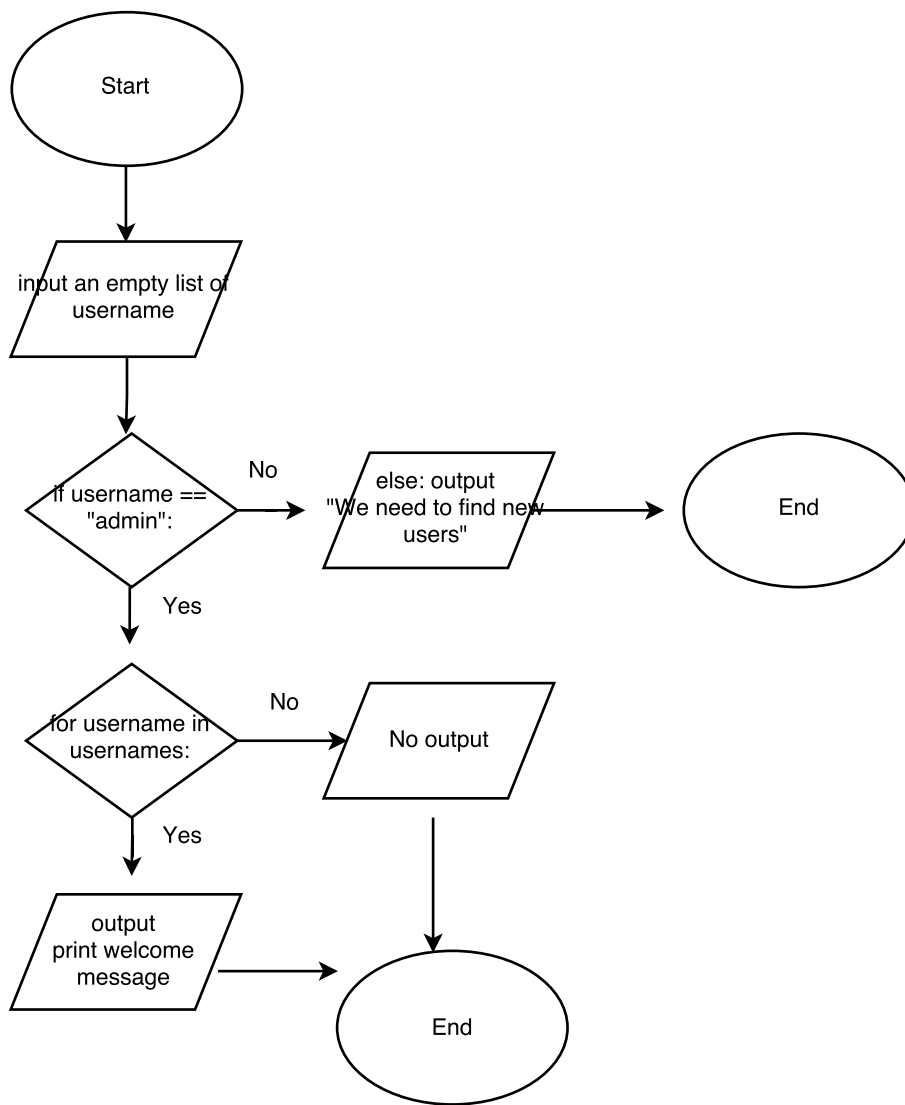 Start
input an empty list of
username
if username ==
"admin":
No
else: output
"We need to find new
users"
End
Yes
for username in
usernames:
No
No output
Yes
output
print welcome
message
End